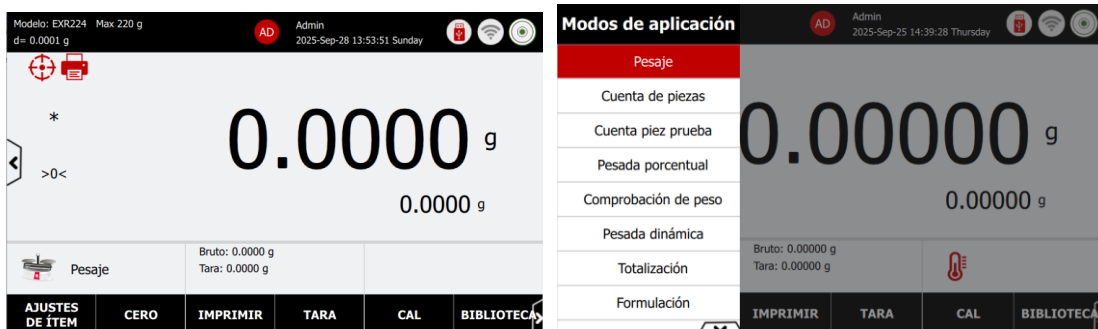 Modelo: EXR224 Max 220 g
d= 0.0001 g
AD
Admin
2025-Sep-28 13:53:51 Sunday
*
>0<
0.0000 g
0.0000 g
Pesaje
Bruto: 0.0000 g
Tara: 0.0000 g
AJUSTES
DE ÍTEM
CERO
IMPRIMIR
TARA
CAL
BIBLIOTECA
Modos de aplicación
Pesaje
Cuenta de piezas
Cuenta piez prueba
Pesada porcentual
Comprobación de peso
Pesada dinámica
Totalización
Formulación
AD
Admin
2025-Sep-25 14:39:28 Thursday
0.00000 g
0.00000 g
Bruto: 0.00000 g
Tara: 0.00000 g
IMPRIMIR
TARA
CAL
BIBLIOTECA